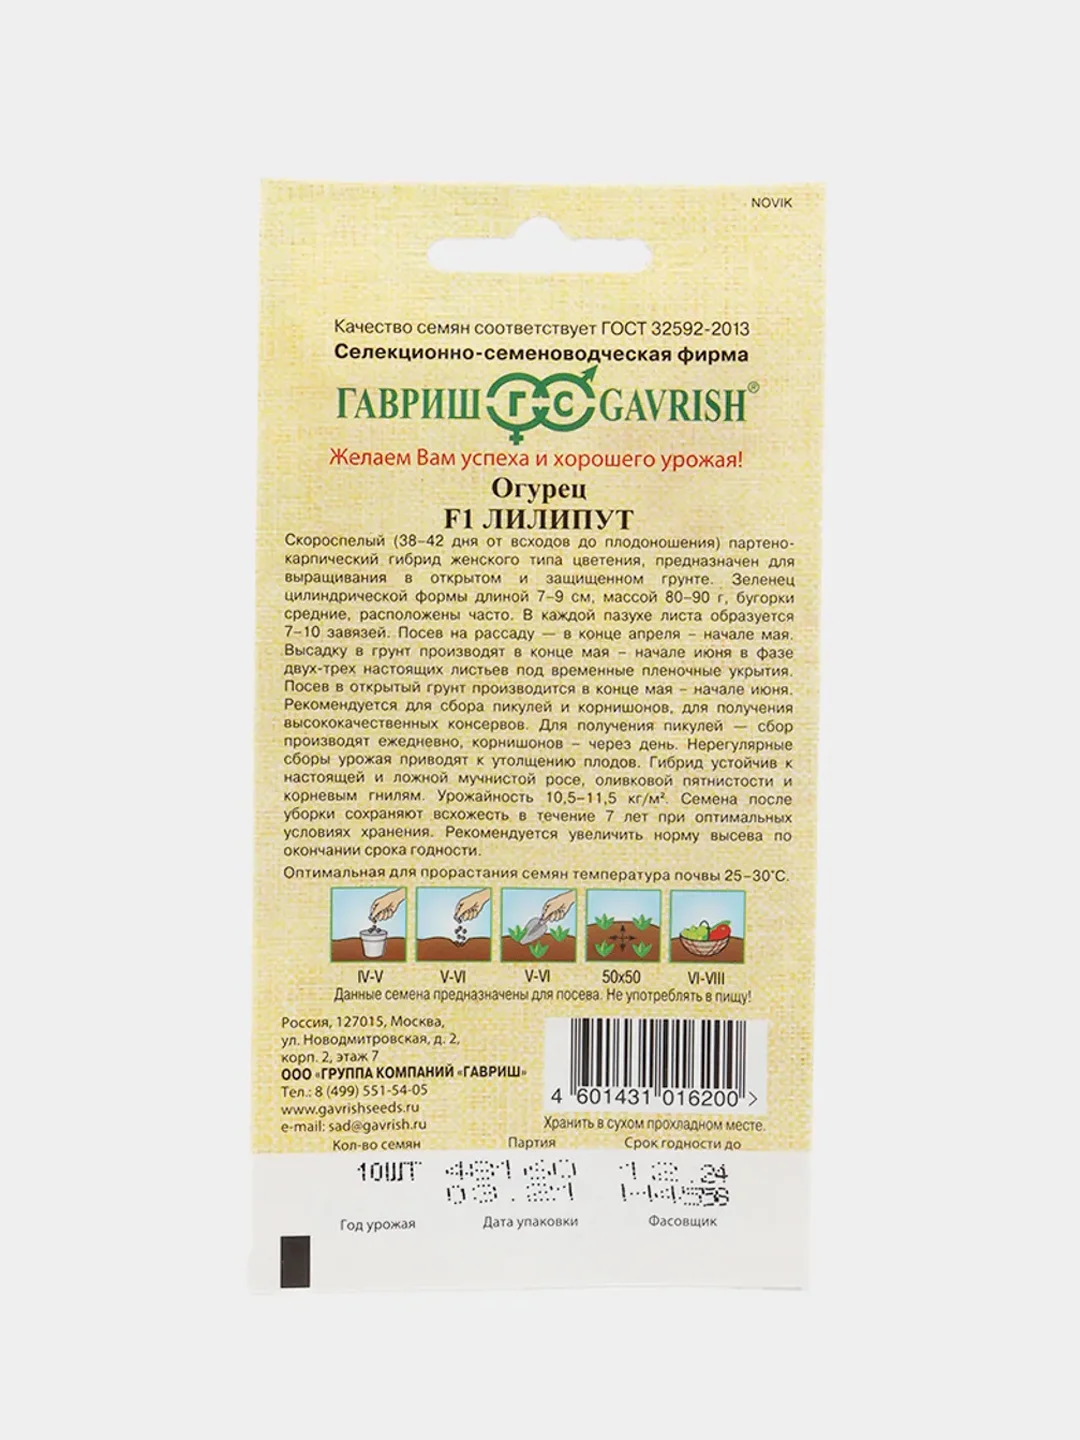 NOVIK
Качество семян соответствует ГОСТ 32592-2013
Селекционно-семеноводческая фирма
ГАВРИШ ГС GAVRISH®
Желаем Вам успеха и хорошего урожая!
Огурец
F1 ЛИЛИПУТ
Скороспелый (38–42 дня от всходов до плодоношения) партено-
карпический гибрид женского типа цветения, предназначен для
выращивания в открытом и защищенном грунте. Зеленец
цилиндрической формы длиной 7–9 см, массой 80–90 г, бугорки
средние, расположены часто. В каждой пазухе листа образуется
7–10 завязей. Посев на рассаду — в конце апреля – начале мая.
Высадку в грунт производят в конце мая – начале июня в фазе
двух-трех настоящих листьев под временные пленочные укрытия.
Посев в открытый грунт производится в конце мая – начале июня.
Рекомендуется для сбора пикулей и корнишонов, для получения
высококачественных консервов. Для получения пикулей — сбор
производят ежедневно, корнишонов – через день. Нерегулярные
сборы урожая приводят к утолщению плодов. Гибрид устойчив к
настоящей и ложной мучнистой росе, оливковой пятнистости и
корневым гнилям. Урожайность 10,5–11,5 кг/м². Семена после
уборки сохраняют всхожесть в течение 7 лет при оптимальных
условиях хранения. Рекомендуется увеличить норму высева по
окончании срока годности.
Оптимальная для прорастания семян температура почвы 25–30°С.
IV-V V-VI V-VI 50х50 VI-VIII
Данные семена предназначены для посева. Не употреблять в пищу!
Россия, 127015, Москва,
ул. Новодмитровская, д. 2,
корп. 2, этаж 7
ООО «ГРУППА КОМПАНИЙ «ГАВРИШ»
Тел.: 8 (499) 551-54-05
www.gavrishseeds.ru
e-mail: sad@gavrish.ru
4 601431 016200 >
Хранить в сухом прохладном месте.
Кол-во семян Партия Срок годности до
10ШТ 12.24
03.21
Год урожая Дата упаковки Фасовщик